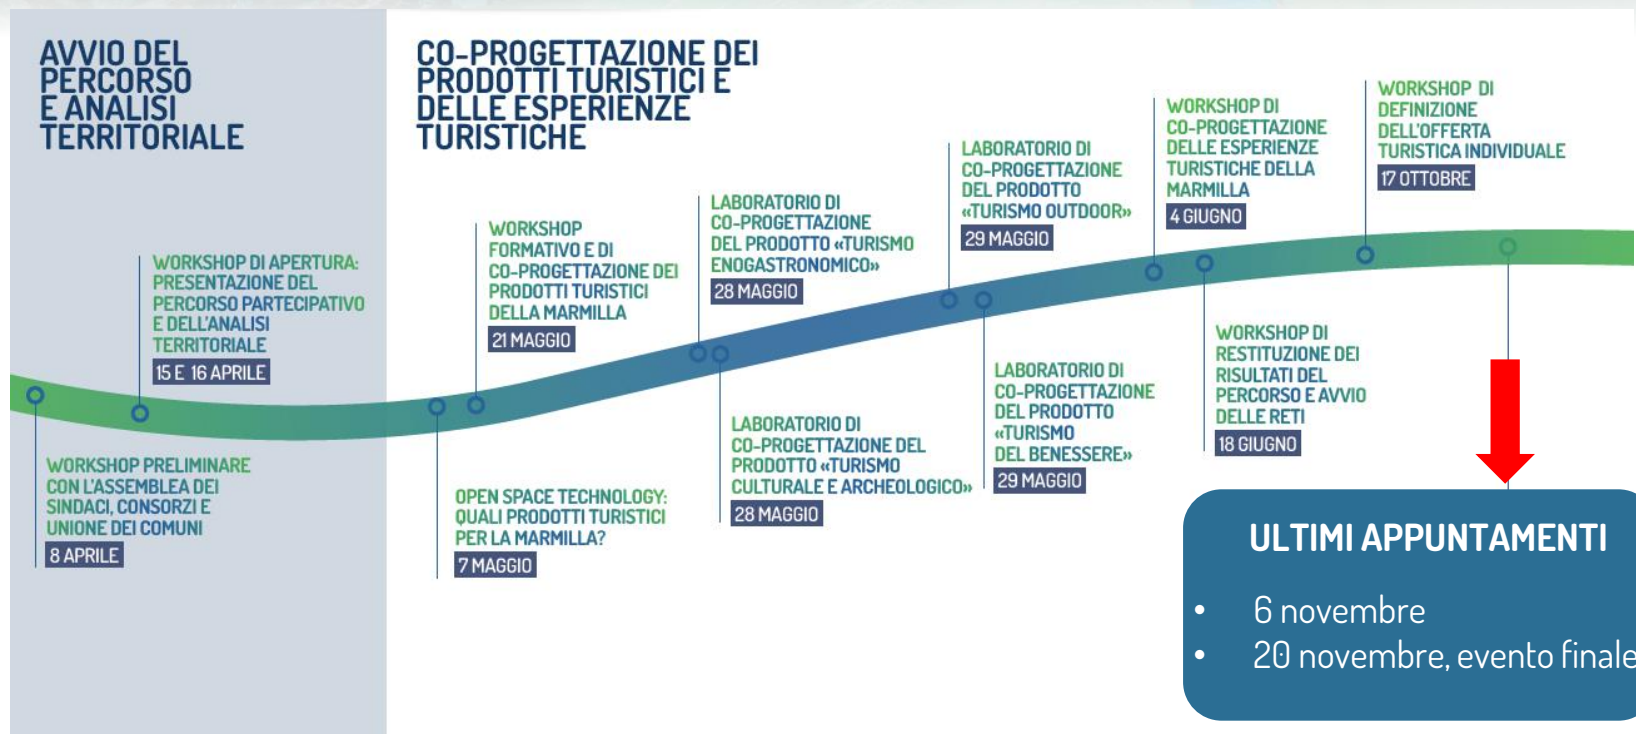 AVVIO DEL
PERCORSO
E ANALISI
TERRITORIALE
WORKSHOP PRELIMINARE
CON L'ASSEMBLEA DEI
SINDACI, CONSORZI E
UNIONE DEI COMUNI
8 APRILE
WORKSHOP DI APERTURA:
PRESENTAZIONE DEL
PERCORSO PARTECIPATIVO
E DELL'ANALISI
TERRITORIALE
15 E 16 APRILE
CO-PROGETTAZIONE DEI
PRODOTTI TURISTICI E
DELLE ESPERIENZE
TURISTICHE
OPEN SPACE TECHNOLOGY:
QUALI PRODOTTI TURISTICI
PER LA MARMILLA?
7 MAGGIO
WORKSHOP
FORMATIVO E DI
CO-PROGETTAZIONE DEI
PRODOTTI TURISTICI
DELLA MARMILLA
21 MAGGIO
LABORATORIO DI
CO-PROGETTAZIONE
DEL PRODOTTO «TURISMO
ENOGASTRONOMICO»
28 MAGGIO
LABORATORIO DI
CO-PROGETTAZIONE DEL
PRODOTTO «TURISMO
CULTURALE E ARCHEOLOGICO»
28 MAGGIO
LABORATORIO DI
CO-PROGETTAZIONE
DEL PRODOTTO
«TURISMO OUTDOOR»
29 MAGGIO
LABORATORIO DI
CO-PROGETTAZIONE
DEL PRODOTTO
«TURISMO
DEL BENESSERE»
29 MAGGIO
WORKSHOP DI
CO-PROGETTAZIONE
DELLE ESPERIENZE
TURISTICHE DELLA
MARMILLA
4 GIUGNO
WORKSHOP DI
RESTITUZIONE DEI
RISULTATI DEL
PERCORSO E AVVIO
DELLE RETI
18 GIUGNO
WORKSHOP DI
DEFINIZIONE
DELL'OFFERTA
TURISTICA INDIVIDUALE
17 OTTOBRE
ULTIMI APPUNTAMENTI
• 6 novembre
• 20 novembre, evento finale